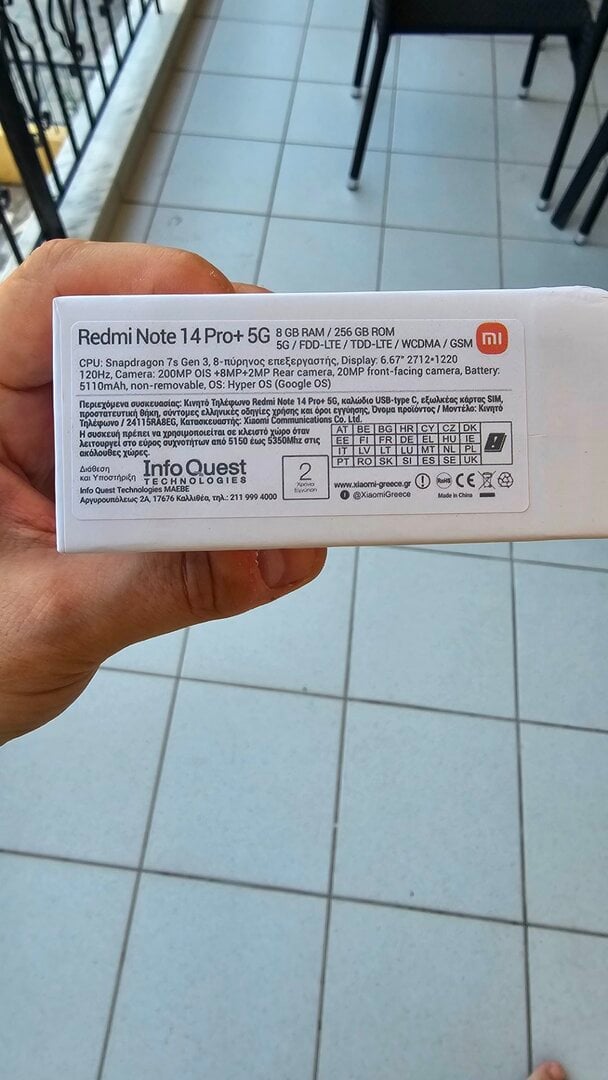 Redmi Note 14 Pro+ 5G 8 GB RAM / 256 GB ROM
5G / FDD-LTE / TDD-LTE / WCDMA / GSM
mi
CPU: Snapdragon 7s Gen 3, 8-πύρηνος επεξεργαστής, Display: 6.67" 2712*1220
120Hz, Camera: 200MP OIS +8MP+2MP Rear camera, 20MP front-facing camera, Battery:
5110mAh, non-removable, OS: Hyper OS (Google OS)
Περιεχόμενα συσκευασίας: Κινητό Τηλέφωνο Redmi Note 14 Pro+ 5G, καλώδιο USB-type C, εξωλκέας κάρτας SIM,
προστατευτική θήκη, σύντομες ελληνικές οδηγίες χρήσης και όροι εγγύησης, Όνομα προϊόντος / Μοντέλο: Κινητό
Τηλέφωνο / 24115RA8EG, Κατασκευαστής: Xiaomi Communications Co. Ltd.
Η συσκευή πρέπει να χρησιμοποιείται σε κλειστό χώρο όταν
λειτουργεί στο εύρος συχνοτήτων από 5150 έως 5350Mhz στις
ακόλουθες χώρες.
AT BE BG HR CY CZ DK
EE FI FR DE EL HU IE
IT LV LT LU MT NL PL
PT RO SK SI ES SE UK
Διάθεση
και Υποστήριξη
Info Quest
TECHNOLOGIES
Info Quest Technologies ΜΑΕΒΕ
Αργυρουπόλεως 2Α, 17676 Καλλιθέα, τηλ.: 211 999 4000
2
Χρόνια
Εγγύηση
www.xiaomi-greece.gr
@XiaomiGreece
RoHS
CE
Made in China